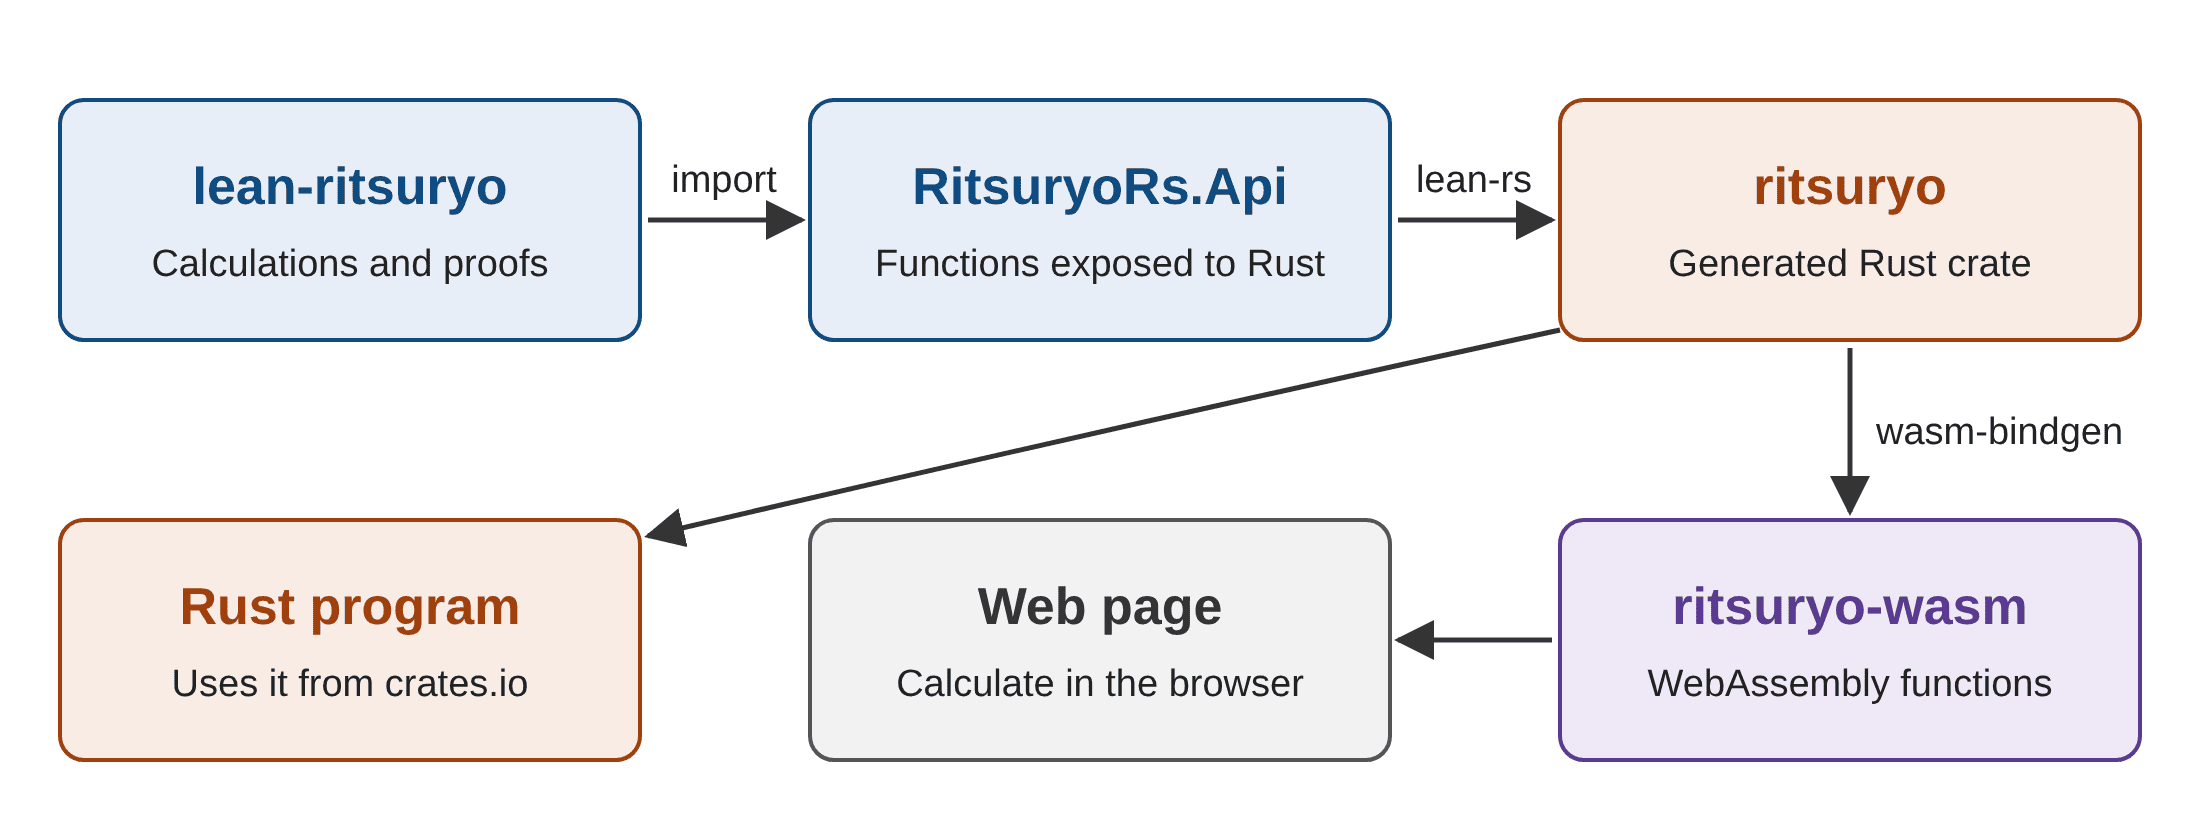 lean-ritsuryo
Calculations and proofs
import
RitsuryoRs.Api
Functions exposed to Rust
lean-rs
ritsuryo
Generated Rust crate
wasm-bindgen
Rust program
Uses it from crates.io
Web page
Calculate in the browser
ritsuryo-wasm
WebAssembly functions